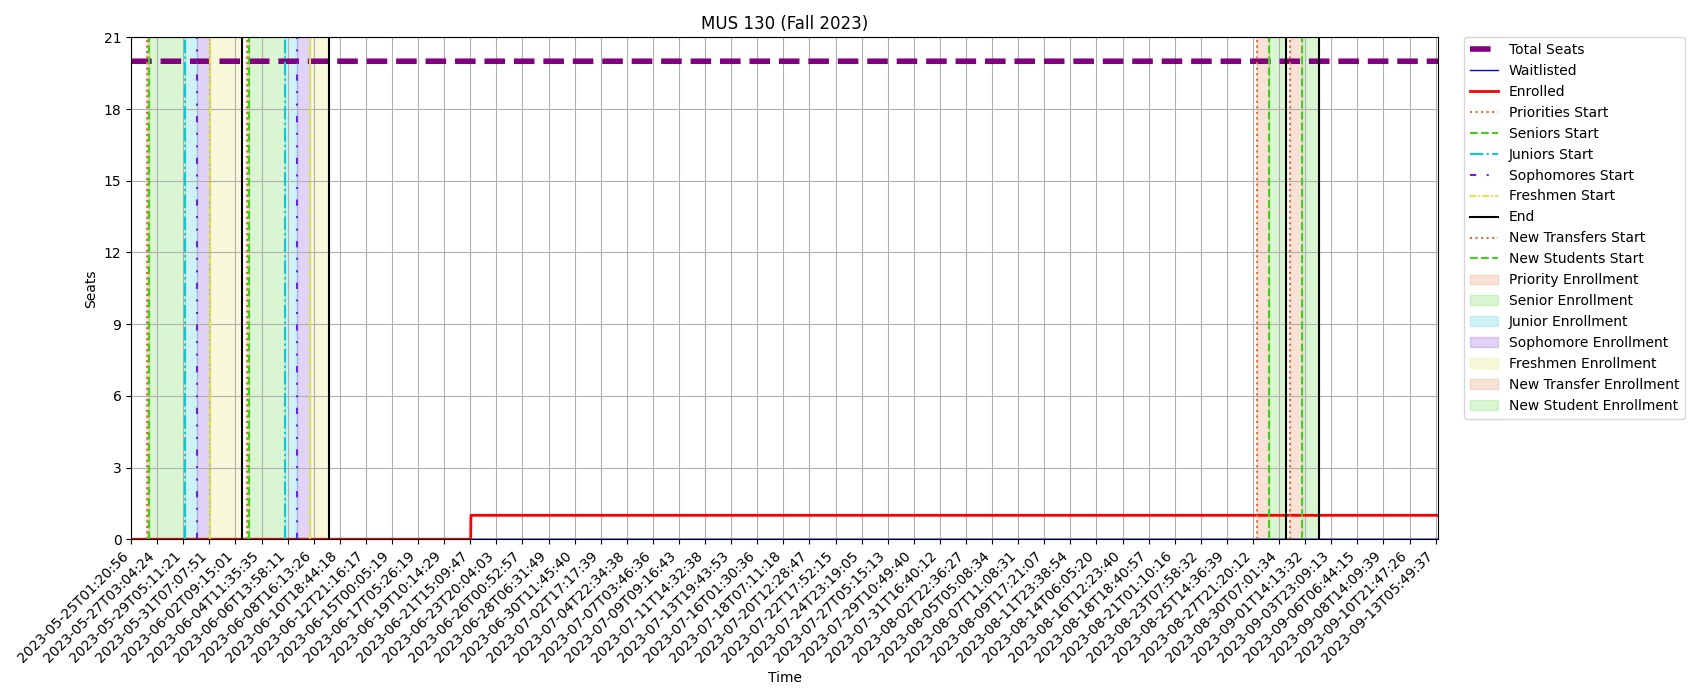 MUS 130 (Fall 2023)
21
18
15
12
9
6
3
0
Seats
2023-05-25T01:20:56
2023-05-27T03:04:24
2023-05-29T05:11:21
2023-05-31T07:07:51
2023-06-02T09:15:01
2023-06-04T11:35:35
2023-06-06T13:58:11
2023-06-08T16:13:26
2023-06-10T18:44:18
2023-06-12T21:16:17
2023-06-15T00:05:19
2023-06-17T05:26:19
2023-06-19T10:14:29
2023-06-21T15:09:47
2023-06-23T20:04:03
2023-06-26T00:52:57
2023-06-28T06:31:49
2023-06-30T11:45:40
2023-07-02T17:17:39
2023-07-04T22:34:38
2023-07-07T03:46:36
2023-07-09T09:16:43
2023-07-11T14:32:38
2023-07-13T19:43:53
2023-07-16T01:30:36
2023-07-18T07:11:18
2023-07-20T12:28:47
2023-07-22T17:52:15
2023-07-24T23:19:05
2023-07-27T05:15:13
2023-07-29T10:49:40
2023-07-31T16:40:12
2023-08-02T22:36:27
2023-08-05T05:08:34
2023-08-07T11:08:31
2023-08-09T17:21:07
2023-08-11T23:38:54
2023-08-14T06:05:20
2023-08-16T12:23:40
2023-08-18T18:40:57
2023-08-21T01:10:16
2023-08-23T07:58:32
2023-08-25T14:36:39
2023-08-27T21:20:12
2023-08-30T07:01:34
2023-09-01T14:13:32
2023-09-03T23:09:13
2023-09-06T06:44:15
2023-09-08T14:09:39
2023-09-10T21:47:26
2023-09-13T05:49:37
Time
Total Seats
Waitlisted
Enrolled
Priorities Start
Seniors Start
Juniors Start
Sophomores Start
Freshmen Start
End
New Transfers Start
New Students Start
Priority Enrollment
Senior Enrollment
Junior Enrollment
Sophomore Enrollment
Freshmen Enrollment
New Transfer Enrollment
New Student Enrollment